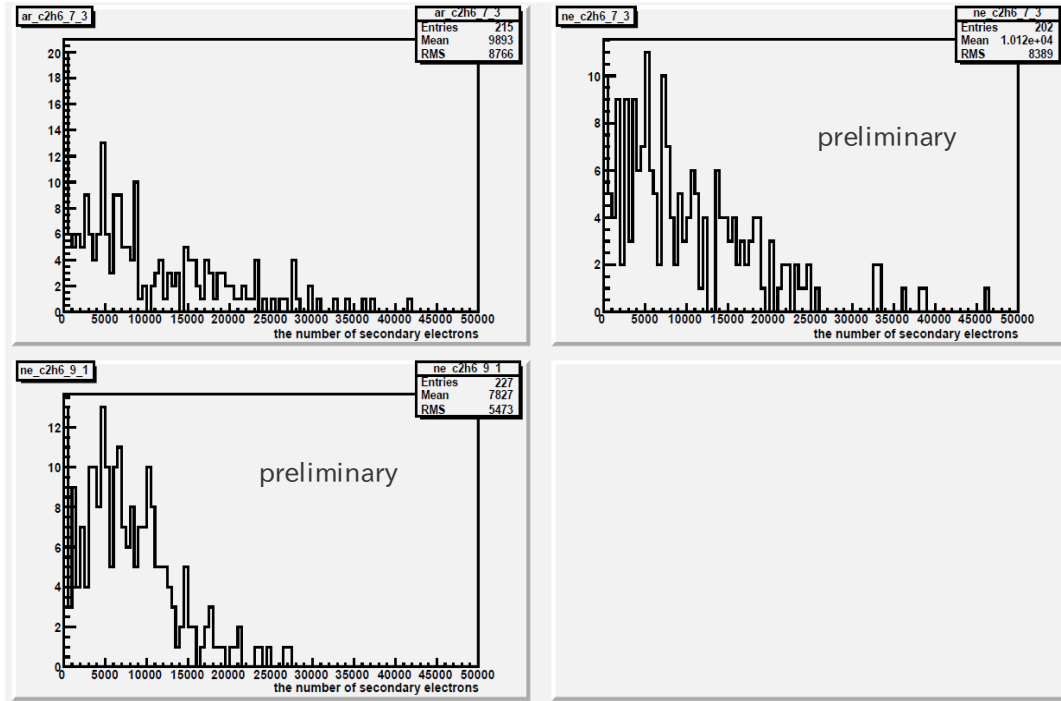 ar_c2h6_7_3
ar_c2h6_7_3
Entries 215
Mean 9893
RMS 8766
20
18
16
14
12
10
8
6
4
2
0
0 5000 10000 15000 20000 25000 30000 35000 40000 45000 50000
the number of secondary electrons
ne_c2h6_7_3
ne_c2h6_7_3
Entries 202
Mean 1.012e+04
RMS 8389
preliminary
10
8
6
4
2
0
0 5000 10000 15000 20000 25000 30000 35000 40000 45000 50000
the number of secondary electrons
ne_c2h6_9_1
ne_c2h6_9_1
Entries 227
Mean 7827
RMS 5473
preliminary
12
10
8
6
4
2
0
0 5000 10000 15000 20000 25000 30000 35000 40000 45000 50000
the number of secondary electrons